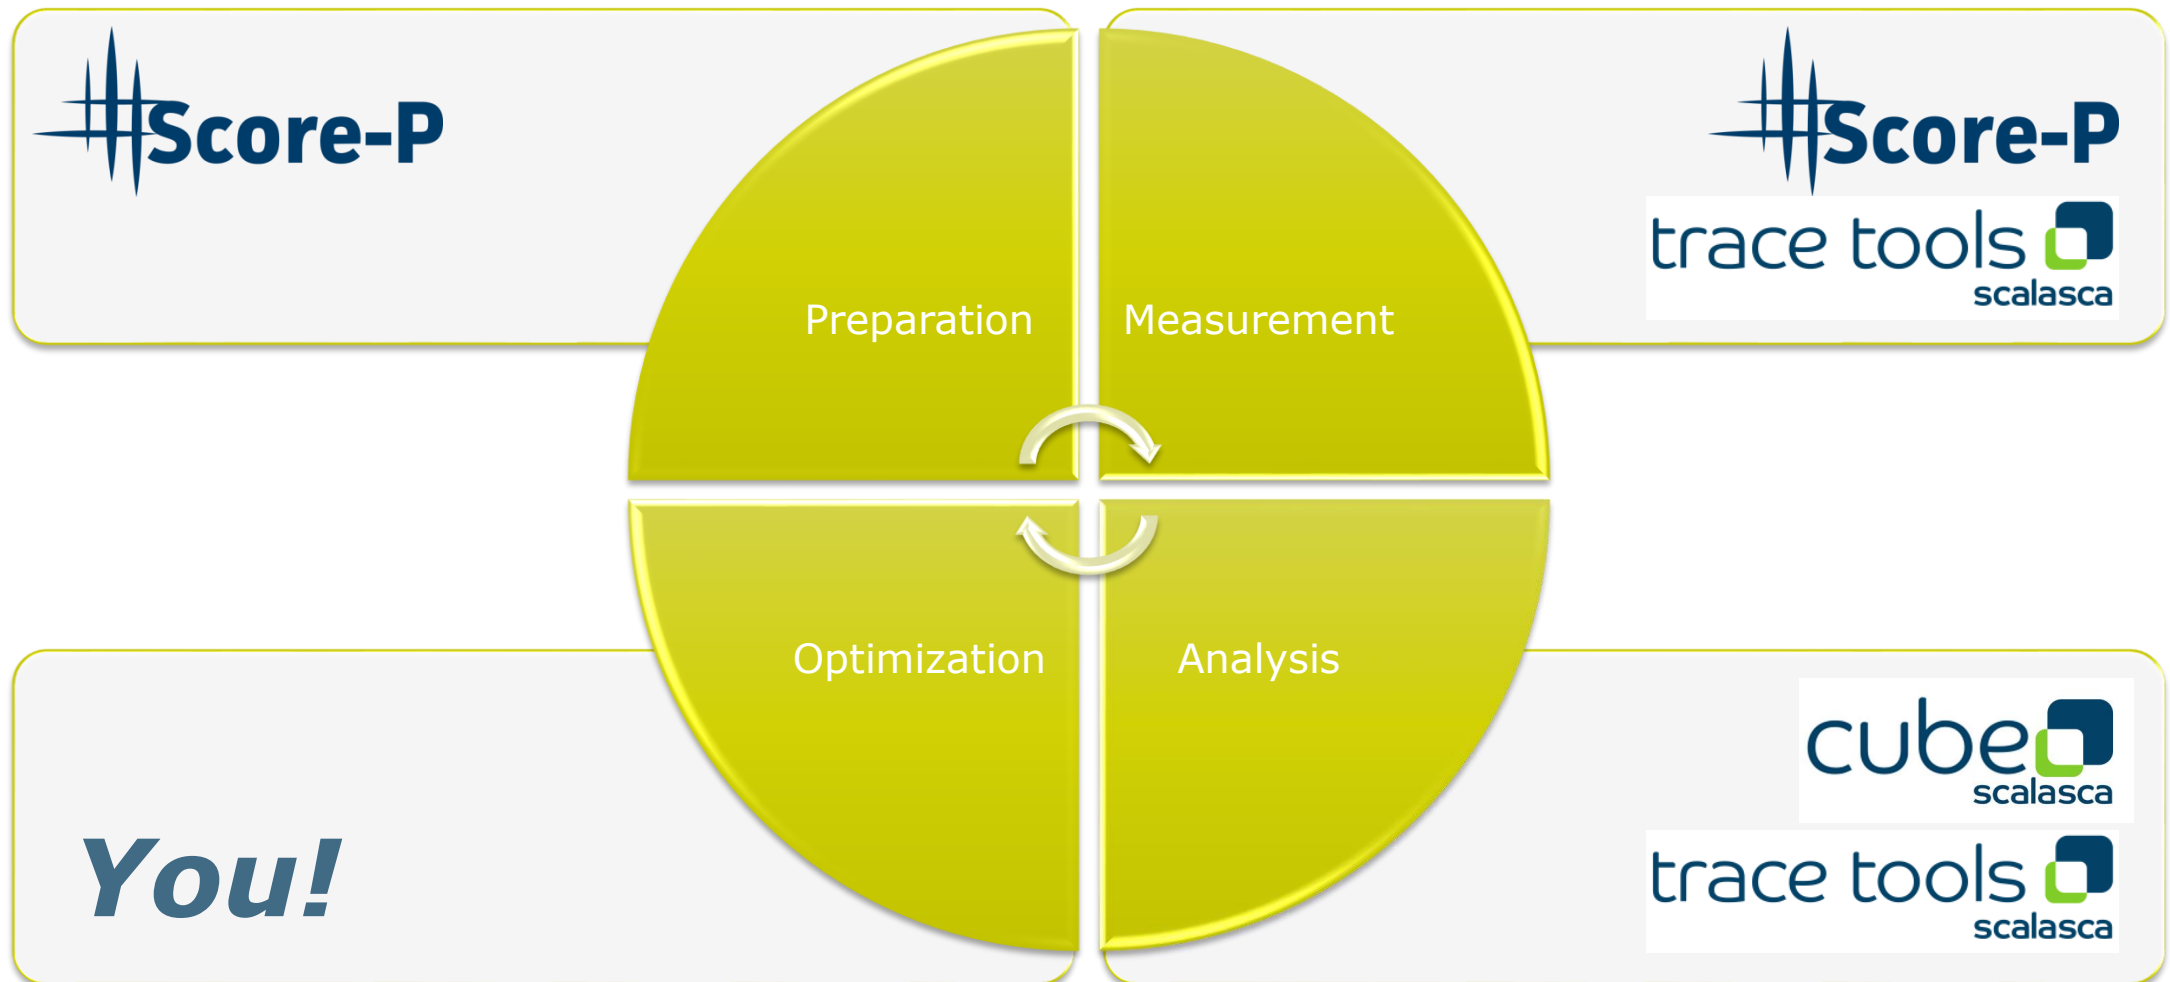 Score-P
Score-P
trace tools
scalasca
Preparation
Measurement
Optimization
Analysis
You!
cube
scalasca
trace tools
scalasca